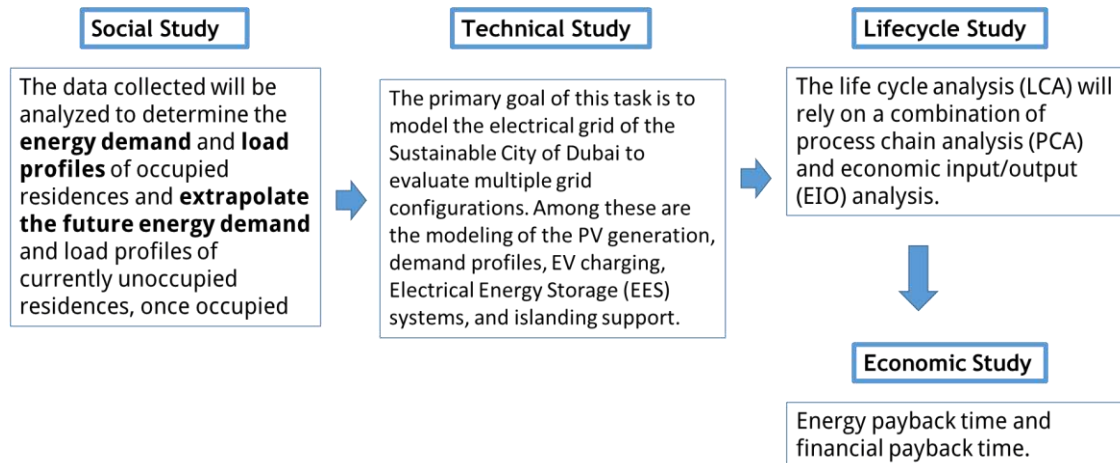 Social Study
The data collected will be
analyzed to determine the
energy demand and load
profiles of occupied
residences and extrapolate
the future energy demand
and load profiles of
currently unoccupied
residences, once occupied
Technical Study
The primary goal of this task is to
model the electrical grid of the
Sustainable City of Dubai to
evaluate multiple grid
configurations. Among these are
the modeling of the PV generation,
demand profiles, EV charging,
Electrical Energy Storage (EES)
systems, and islanding support.
Lifecycle Study
The life cycle analysis (LCA) will
rely on a combination of
process chain analysis (PCA)
and economic input/output
(EIO) analysis.
Economic Study
Energy payback time and
financial payback time.